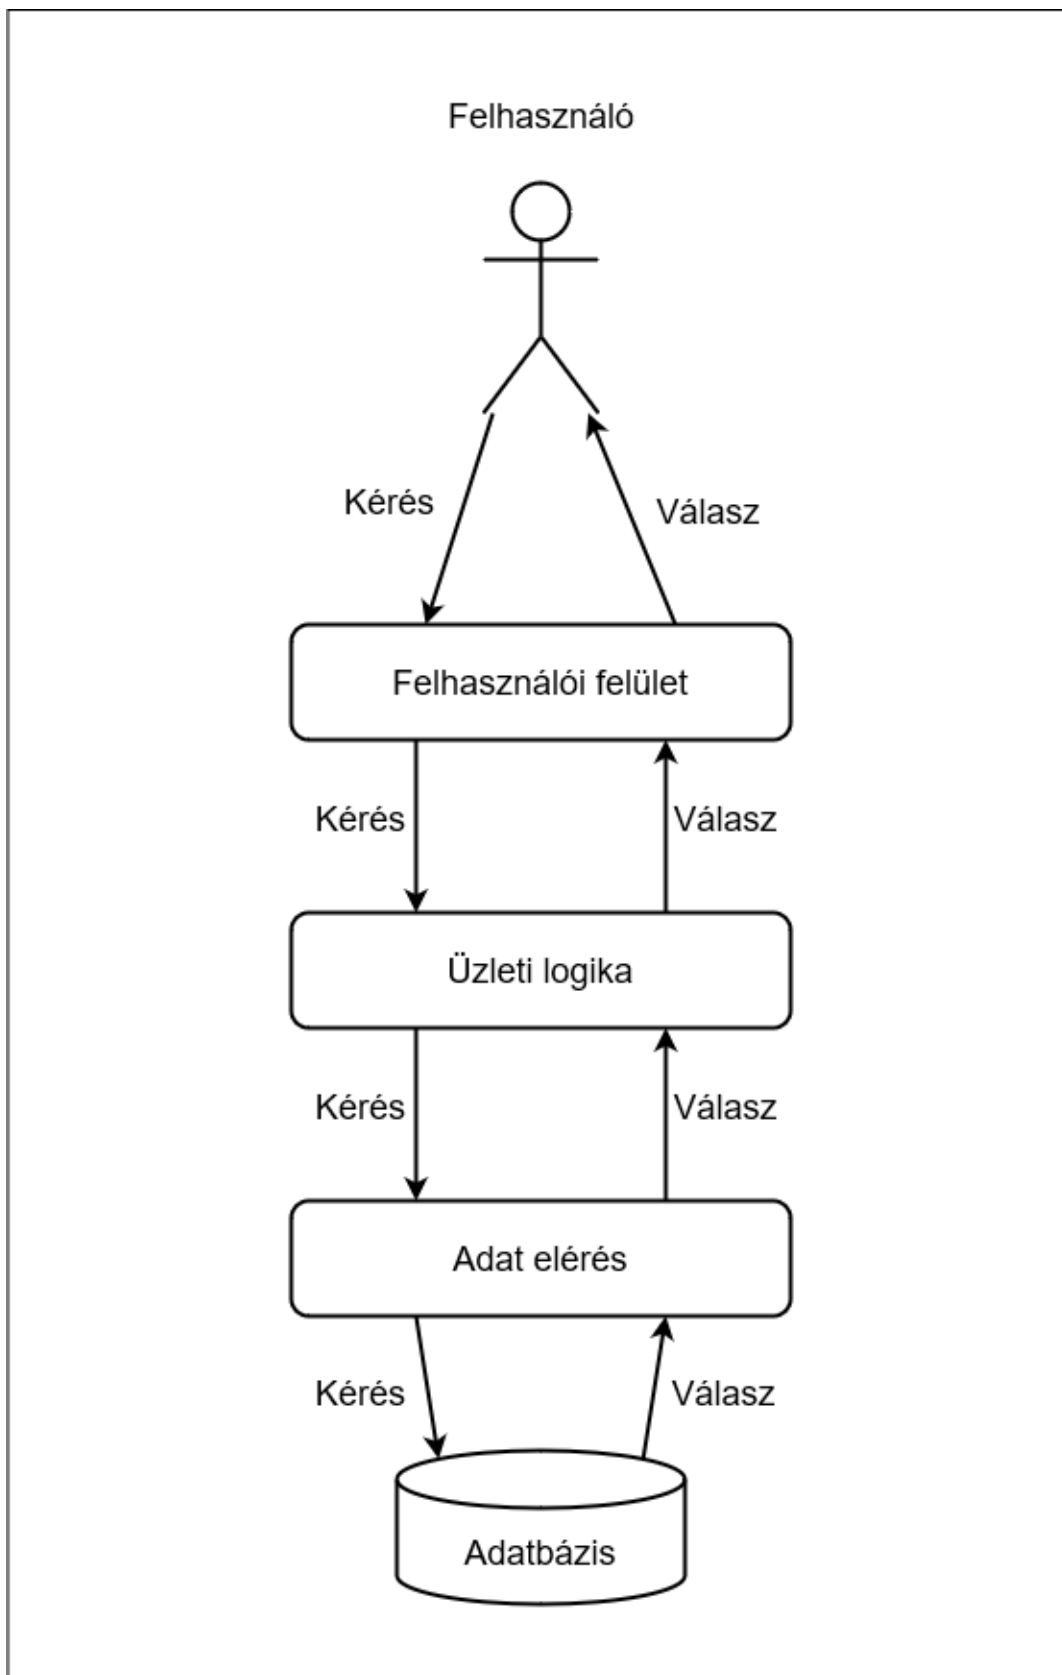 Felhasználó
Kérés
Válasz
Felhasználói felület
Kérés
Válasz
Üzleti logika
Kérés
Válasz
Adat elérés
Kérés
Válasz
Adatbázis